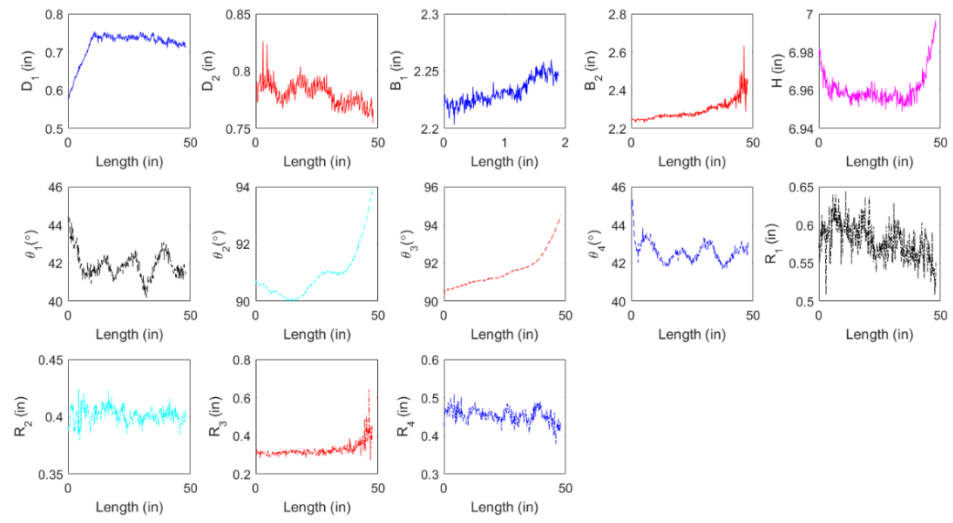 0.8
0.7
0.6
0.5
D₁ (in)
0 50
Length (in)
0.85
0.8
0.75
D₂ (in)
0 50
Length (in)
2.3
2.25
2.2
B₁ (in)
0 1 2
Length (in)
2.8
2.6
2.4
2.2
B₂ (in)
0 50
Length (in)
7
6.98
6.96
6.94
H (in)
0 50
Length (in)
46
44
42
40
θ₁(°)
0 50
Length (in)
94
92
90
θ₂(°)
0 50
Length (in)
96
94
92
90
θ₃(°)
0 50
Length (in)
46
44
42
40
θ₄(°)
0 50
Length (in)
0.65
0.6
0.55
0.5
R₁ (in)
0 50
Length (in)
0.45
0.4
0.35
R₂ (in)
0 50
Length (in)
0.8
0.6
0.4
0.2
R₃ (in)
0 50
Length (in)
0.6
0.5
0.4
0.3
R₄ (in)
0 50
Length (in)